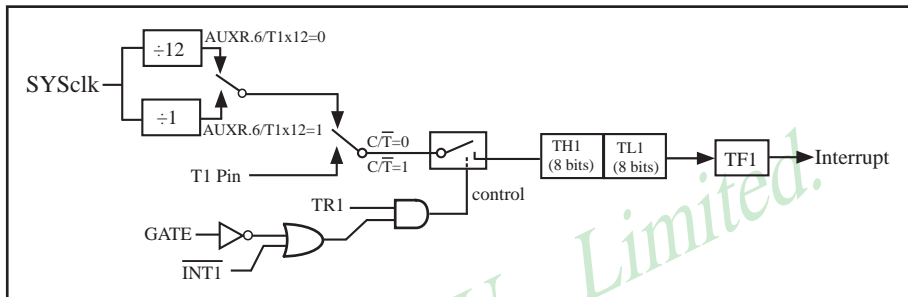 ÷12
AUXR.6/T1x12=0
SYSclk
÷1
AUXR.6/T1x12=1
C/T̅=0
C/T̅=1
T1 Pin
TH1
(8 bits)
TL1
(8 bits)
TF1
Interrupt
control
TR1
GATE
I̅N̅T̅1̅
Limited.